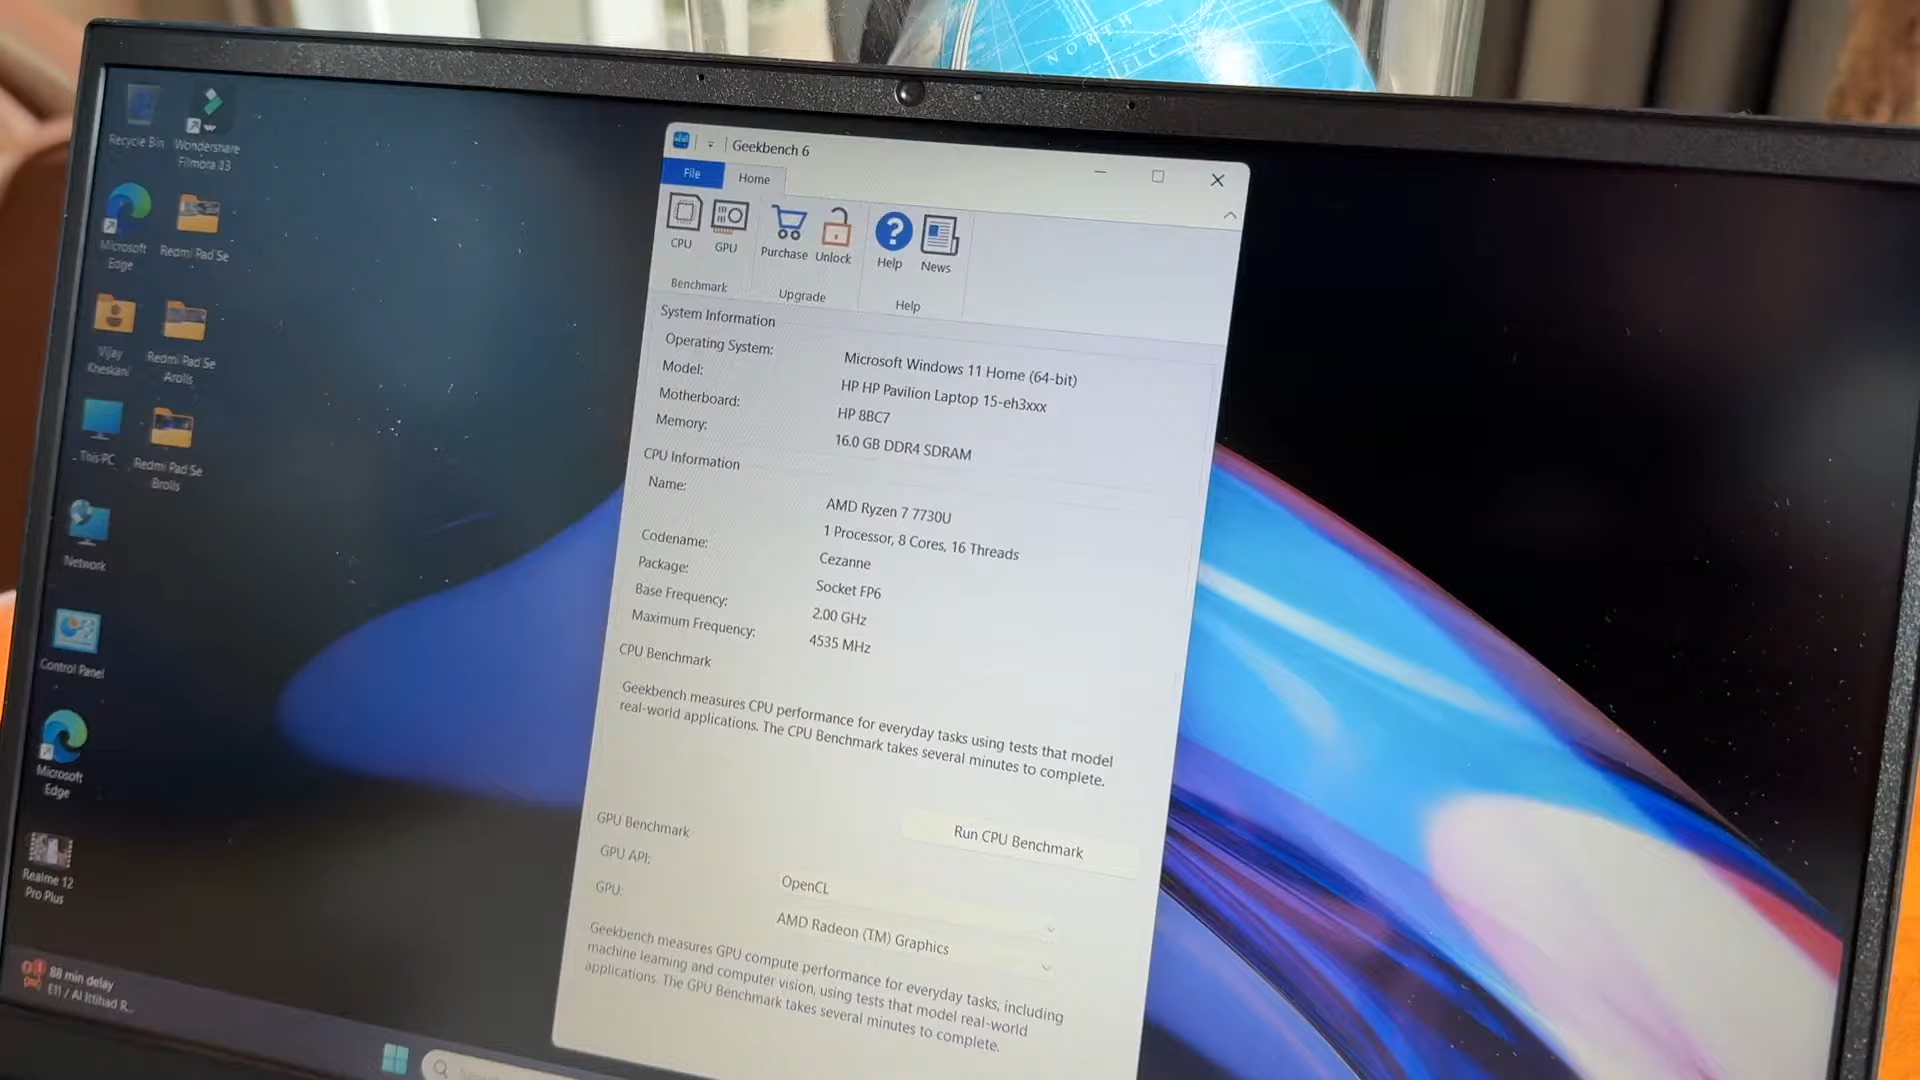 NORTH
Recycle Bin
Wondershare
Filmora 13
Microsoft
Edge
Redmi Pad Se
Vijay
Kheskani
Redmi Pad Se
Arolls
This PC
Redmi Pad Se
Brolls
Network
Control Panel
Microsoft
Edge
Realme 12
Pro Plus
88 min delay
E11 / Al Ittihad R...
Geekbench 6
File
Home
CPU
GPU
Purchase
Unlock
Help
News
Benchmark
Upgrade
Help
System Information
Operating System:
Microsoft Windows 11 Home (64-bit)
Model:
HP HP Pavilion Laptop 15-eh3xxx
Motherboard:
HP 8BC7
Memory:
16.0 GB DDR4 SDRAM
CPU Information
Name:
AMD Ryzen 7 7730U
1 Processor, 8 Cores, 16 Threads
Codename:
Cezanne
Package:
Socket FP6
Base Frequency:
2.00 GHz
Maximum Frequency:
4535 MHz
CPU Benchmark
Geekbench measures CPU performance for everyday tasks using tests that model
real-world applications. The CPU Benchmark takes several minutes to complete.
Run CPU Benchmark
GPU Benchmark
GPU API:
OpenCL
GPU:
AMD Radeon (TM) Graphics
Geekbench measures GPU compute performance for everyday tasks, including
machine learning and computer vision, using tests that model real-world
applications. The GPU Benchmark takes several minutes to complete.